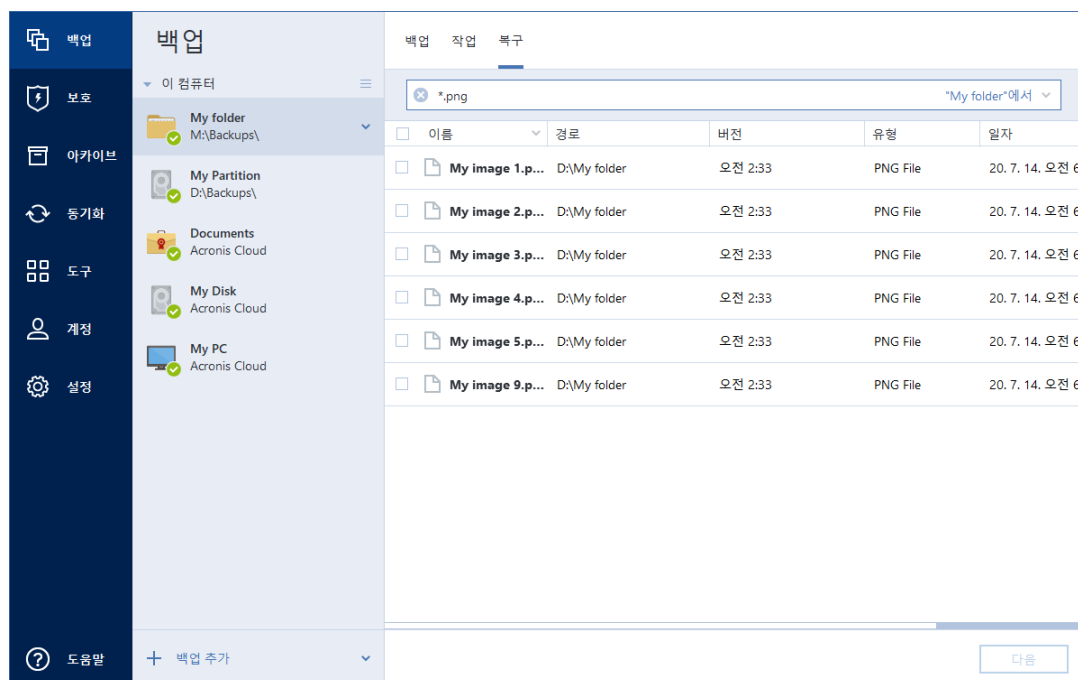 백업
보호
아카이브
동기화
도구
계정
설정
도움말
백업
이 컴퓨터
My folder
M:\Backups\
My Partition
D:\Backups\
Documents
Acronis Cloud
My Disk
Acronis Cloud
My PC
Acronis Cloud
백업 추가
백업 작업 복구
*.png "My folder"에서
이름 경로 버전 유형 일자
My image 1.p... D:\My folder 오전 2:33 PNG File 20. 7. 14. 오전 6
My image 2.p... D:\My folder 오전 2:33 PNG File 20. 7. 14. 오전 6
My image 3.p... D:\My folder 오전 2:33 PNG File 20. 7. 14. 오전 6
My image 4.p... D:\My folder 오전 2:33 PNG File 20. 7. 14. 오전 6
My image 5.p... D:\My folder 오전 2:33 PNG File 20. 7. 14. 오전 6
My image 9.p... D:\My folder 오전 2:33 PNG File 20. 7. 14. 오전 6
다음